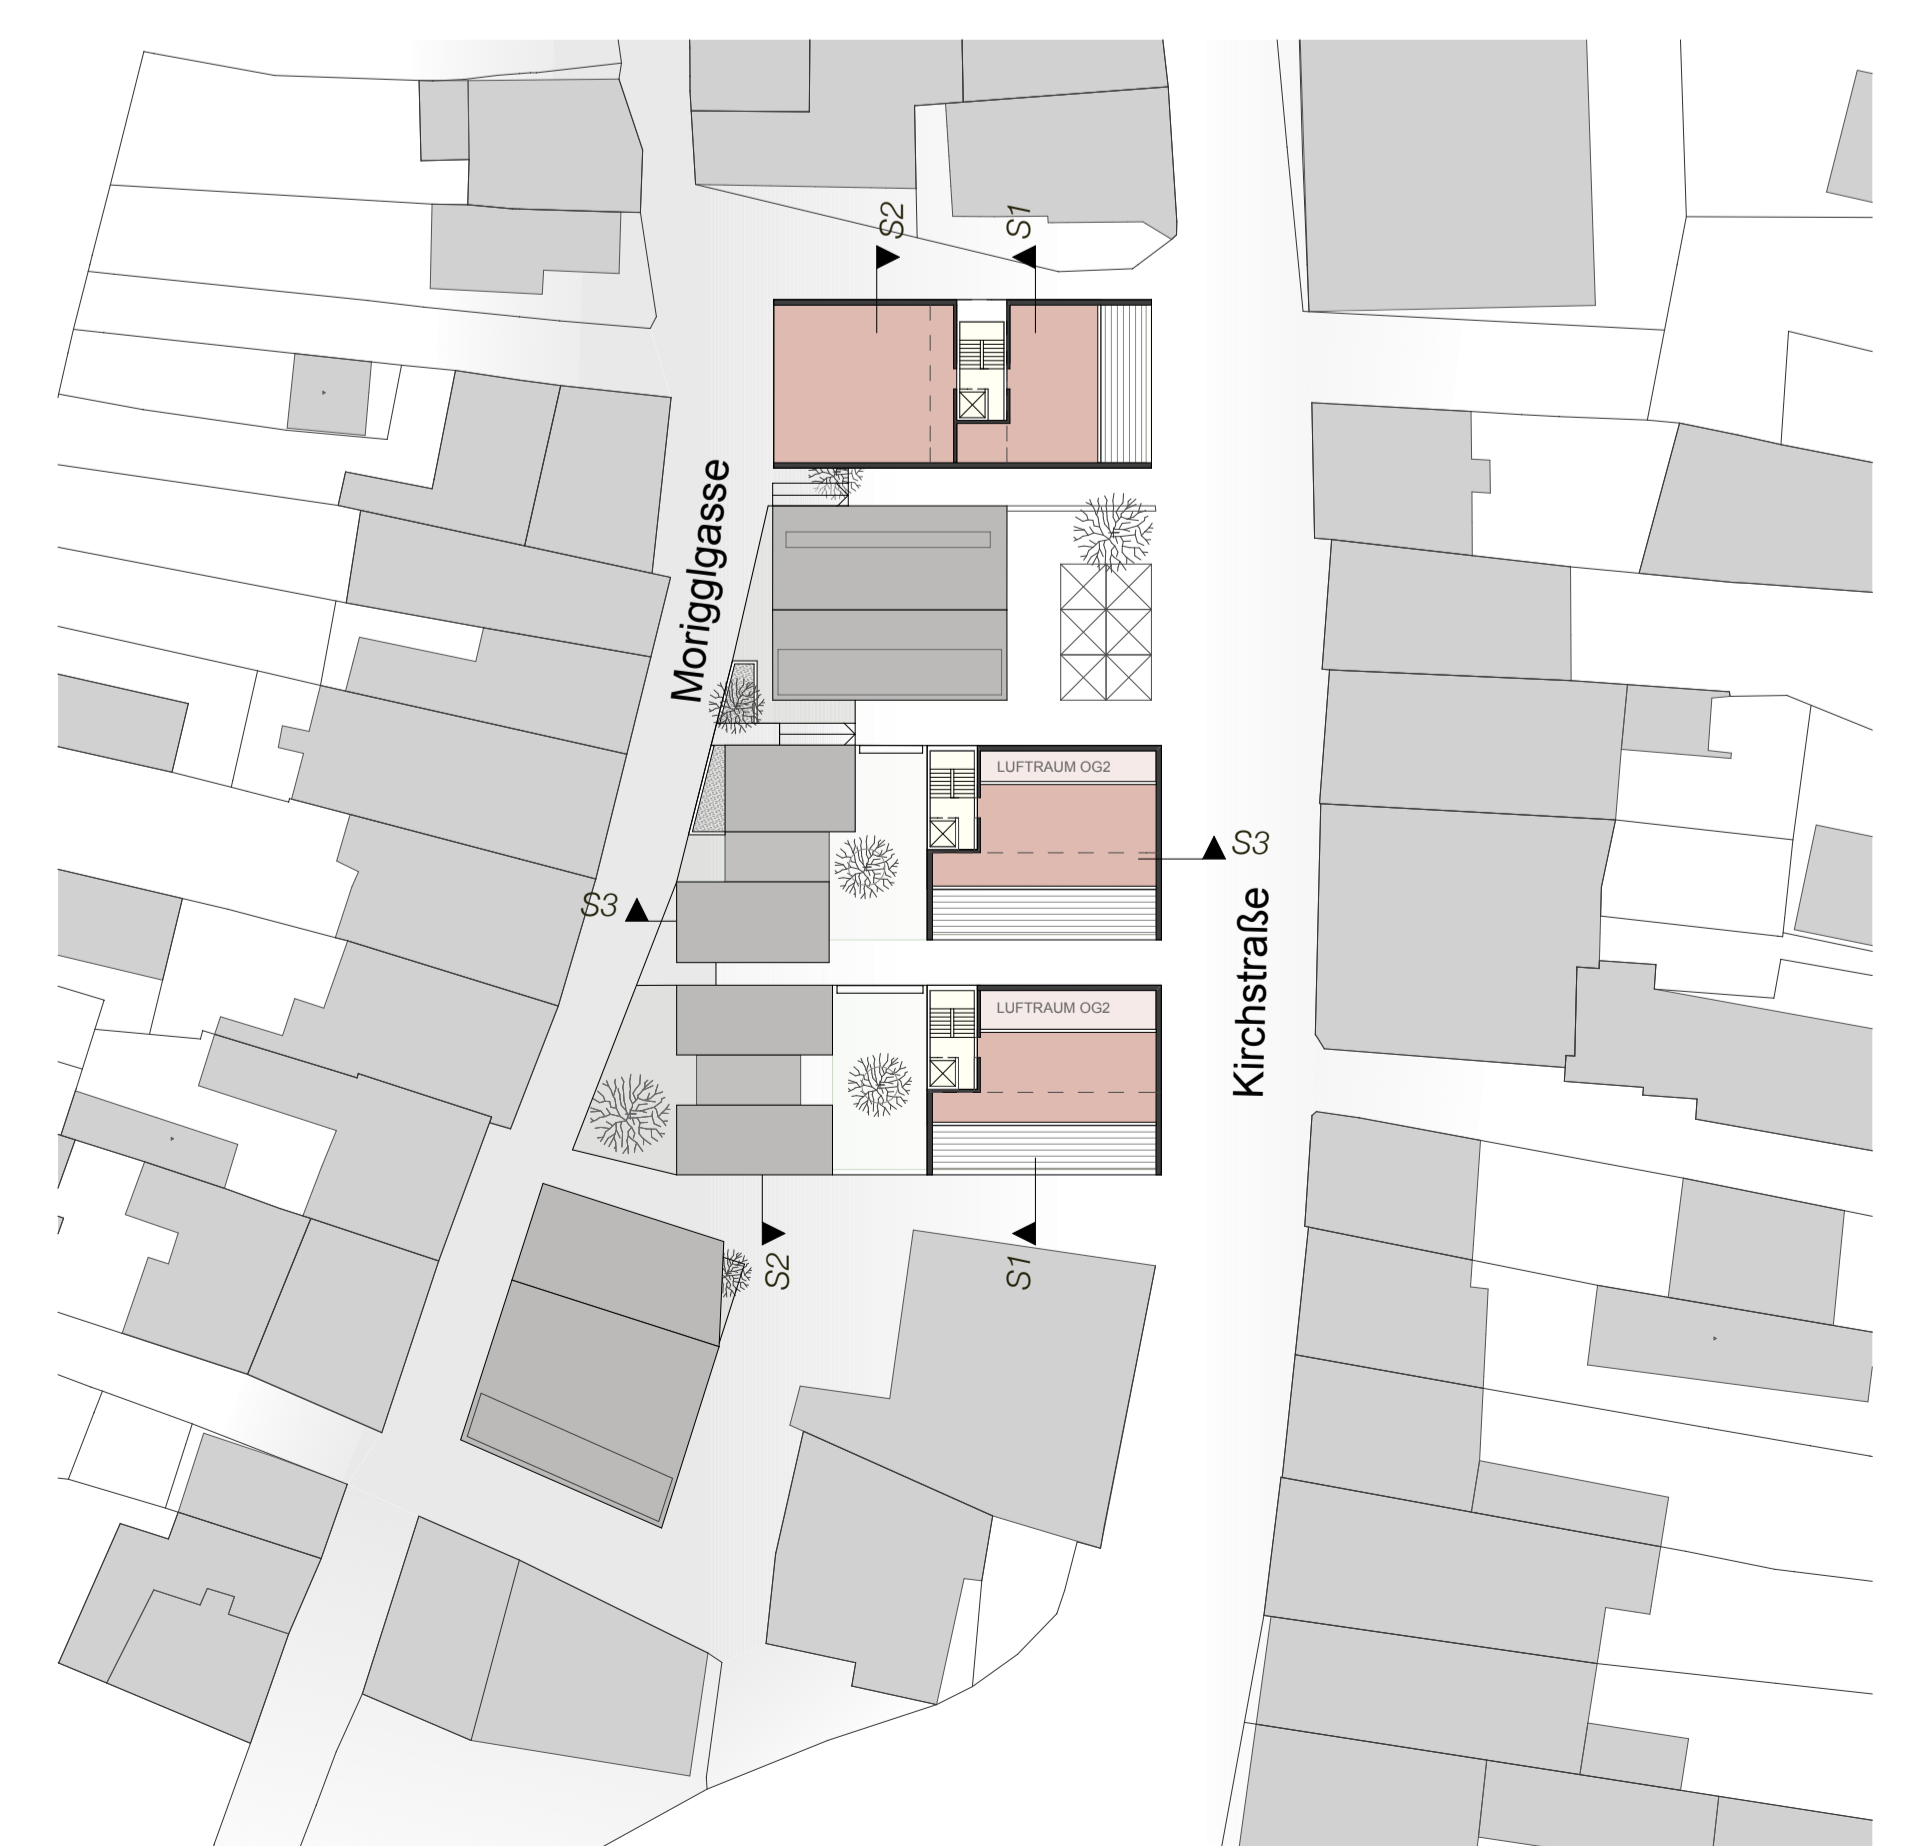 S2
S1
Morigglgasse
LUFTRAUM OG2
S3
S3
Kirchstraße
LUFTRAUM OG2
S2
S1